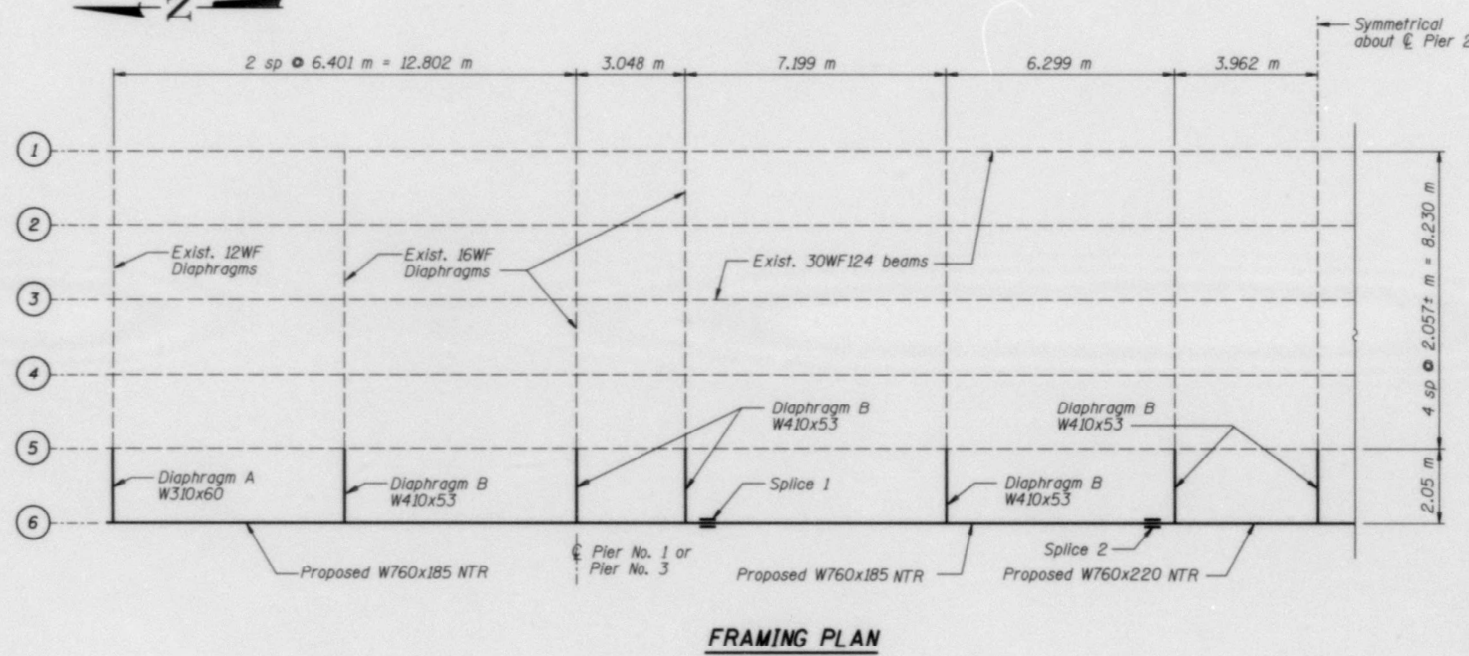 N
Symmetrical
about ℄ Pier 2
2 sp @ 6.401 m = 12.802 m
3.048 m
7.199 m
6.299 m
3.962 m
1
2
3
4
5
6
Exist. 12WF
Diaphragms
Exist. 16WF
Diaphragms
Exist. 30WF124 beams
4 sp @ 2.057± m = 8.230 m
2.05 m
Diaphragm B
W410x53
Diaphragm B
W410x53
Diaphragm A
W310x60
Diaphragm B
W410x53
Splice 1
Diaphragm B
W410x53
℄ Pier No. 1 or
Pier No. 3
Splice 2
Proposed W760x185 NTR
Proposed W760x185 NTR
Proposed W760x220 NTR
FRAMING PLAN